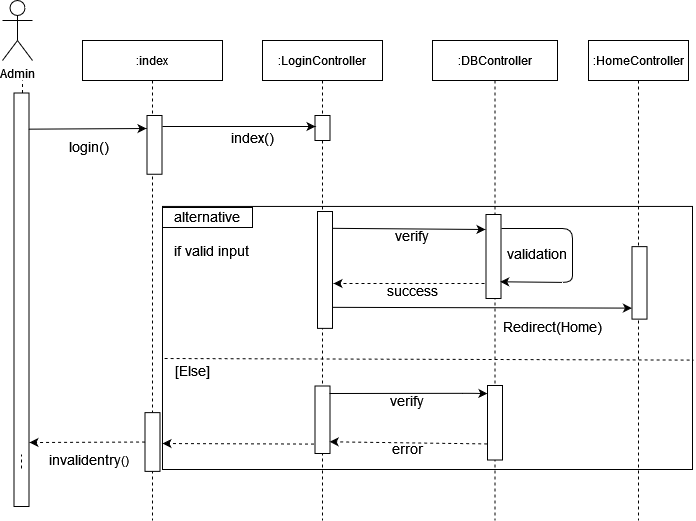 Admin
:index
:LoginController
:DBController
:HomeController
login()
index()
alternative
if valid input
verify
validation
success
Redirect(Home)
[Else]
verify
error
invalidentry()